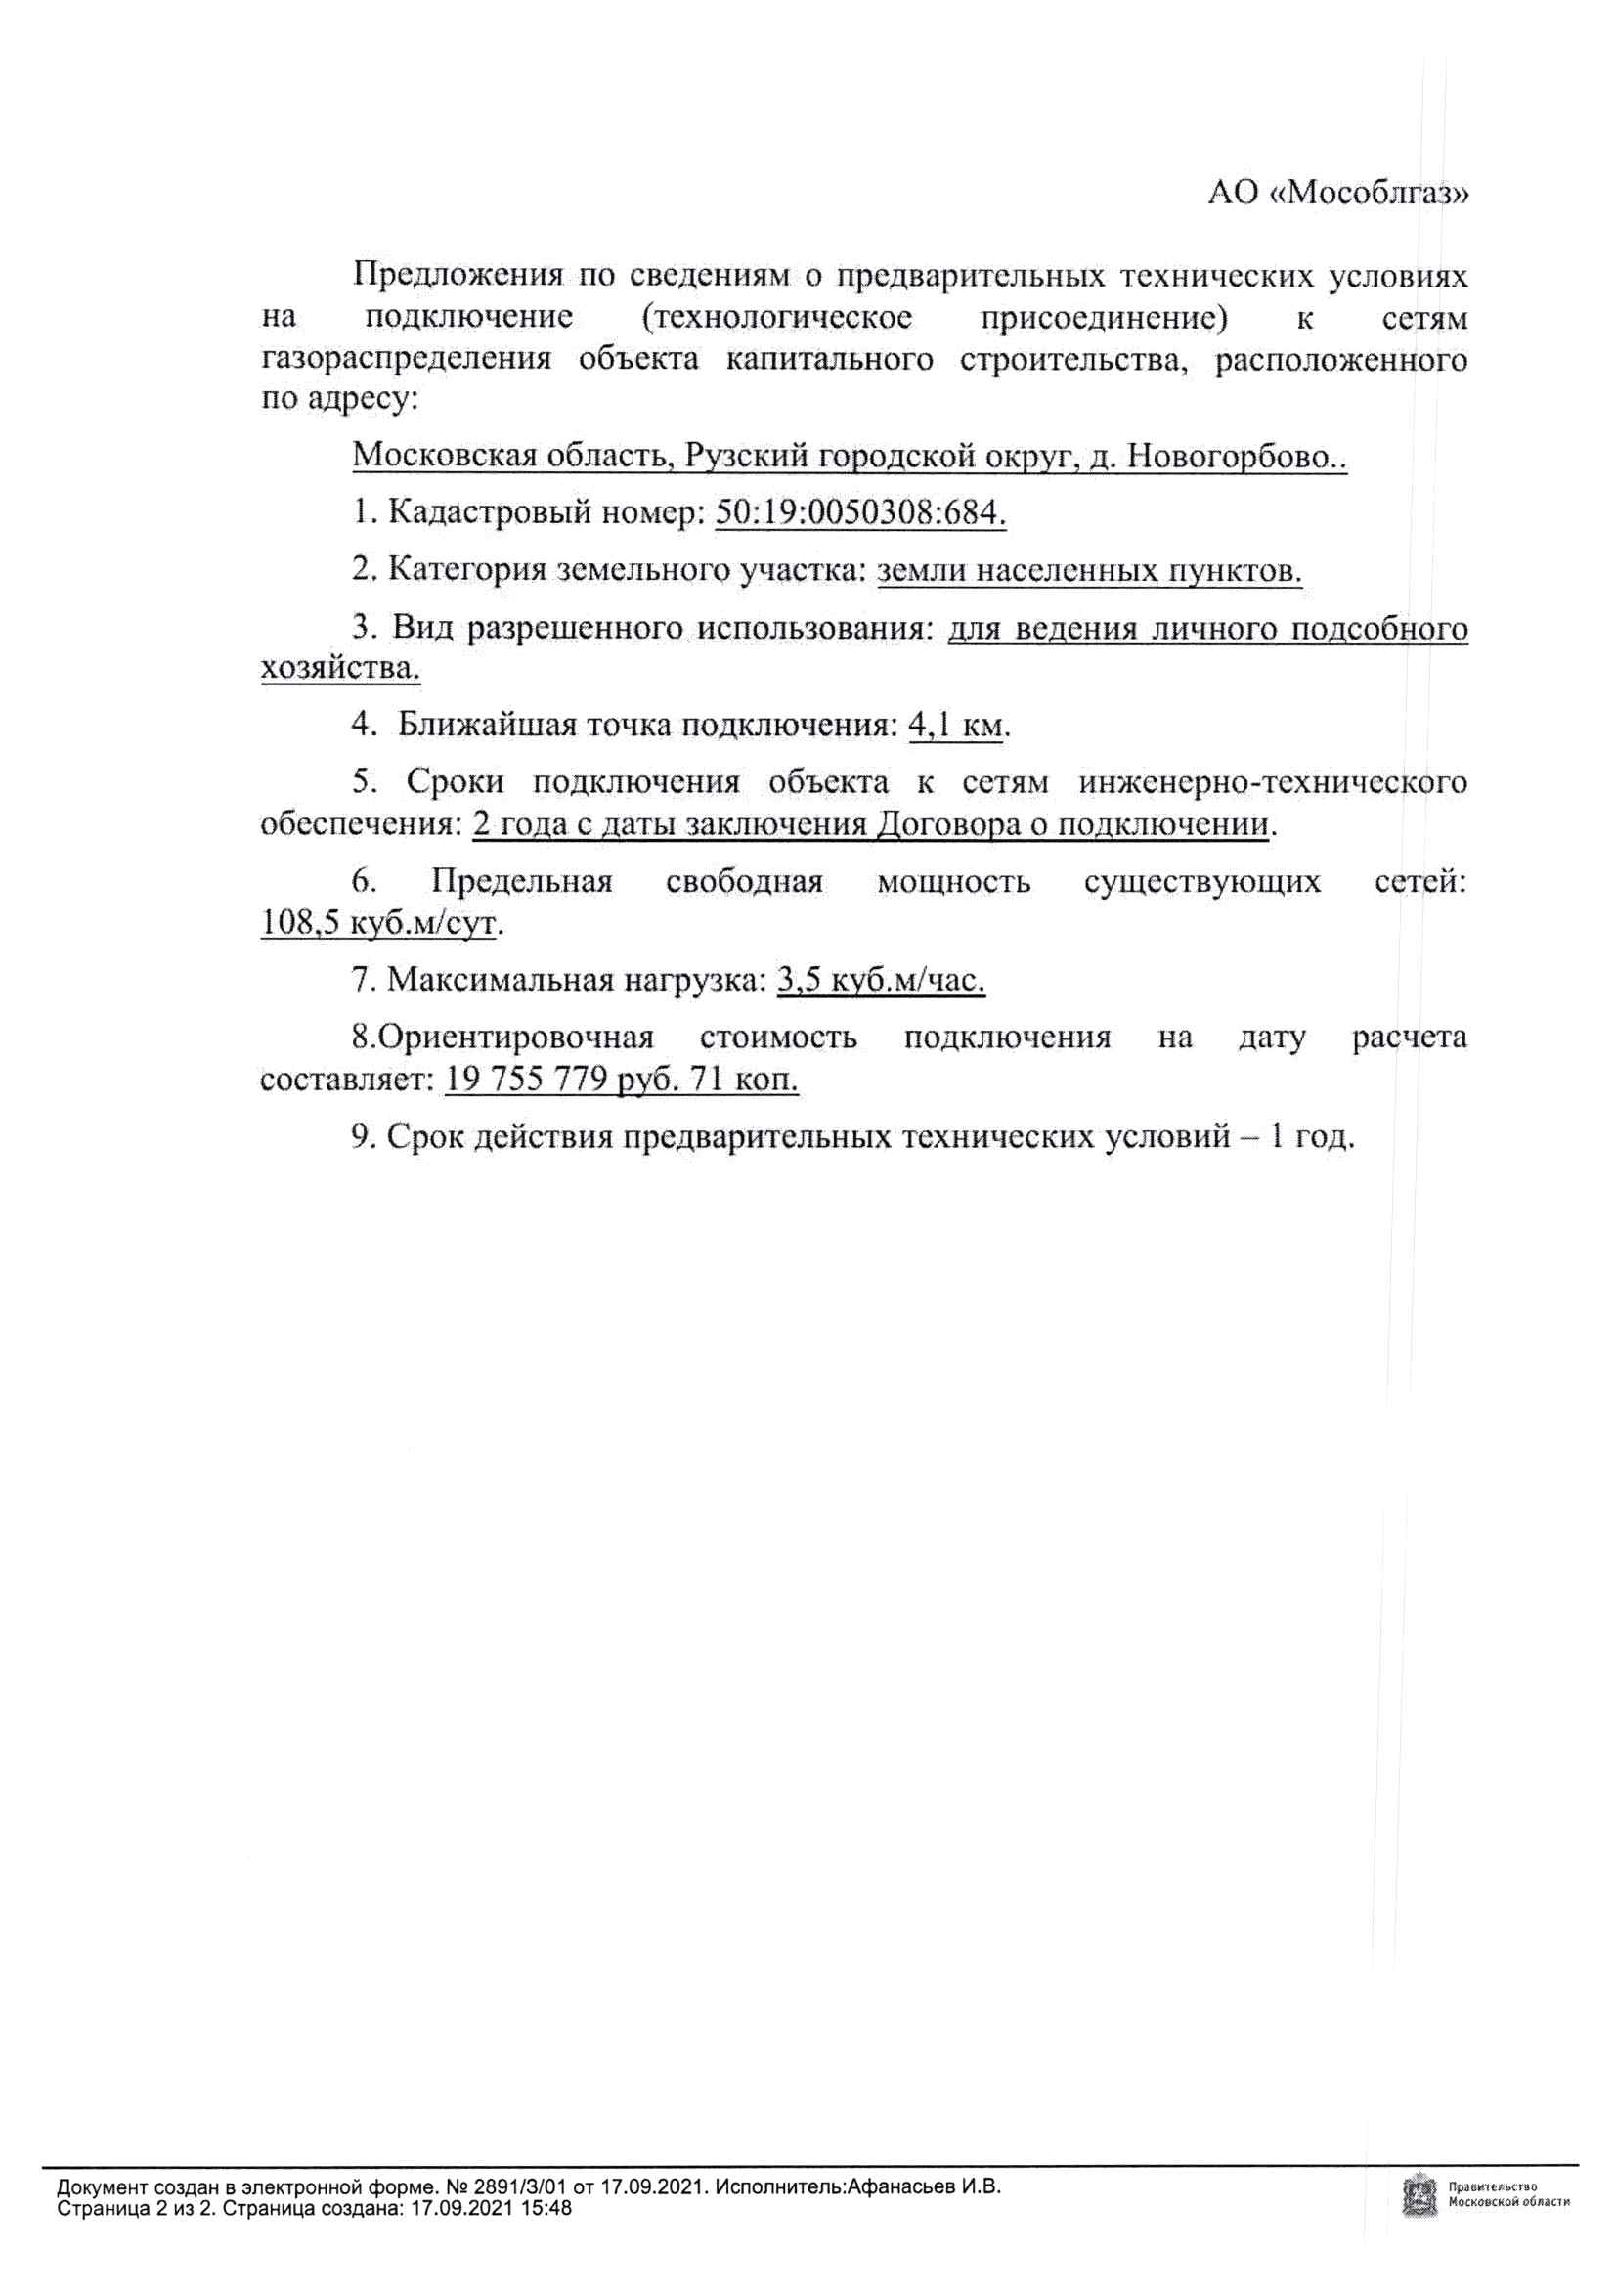 АО «Мособлгаз»
Предложения по сведениям о предварительных технических условиях
на подключение (технологическое присоединение) к сетям
газораспределения объекта капитального строительства, расположенного
по адресу:
Московская область, Рузский городской округ, д. Новогорбово..
1. Кадастровый номер: 50:19:0050308:684.
2. Категория земельного участка: земли населенных пунктов.
3. Вид разрешенного использования: для ведения личного подсобного
хозяйства.
4. Ближайшая точка подключения: 4,1 км.
5. Сроки подключения объекта к сетям инженерно-технического
обеспечения: 2 года с даты заключения Договора о подключении.
6. Предельная свободная мощность существующих сетей:
108,5 куб.м/сут.
7. Максимальная нагрузка: 3,5 куб.м/час.
8.Ориентировочная стоимость подключения на дату расчета
составляет: 19 755 779 руб. 71 коп.
9. Срок действия предварительных технических условий – 1 год.
Документ создан в электронной форме. № 2891/3/01 от 17.09.2021. Исполнитель:Афанасьев И.В.
Страница 2 из 2. Страница создана: 17.09.2021 15:48
Правительство
Московской области